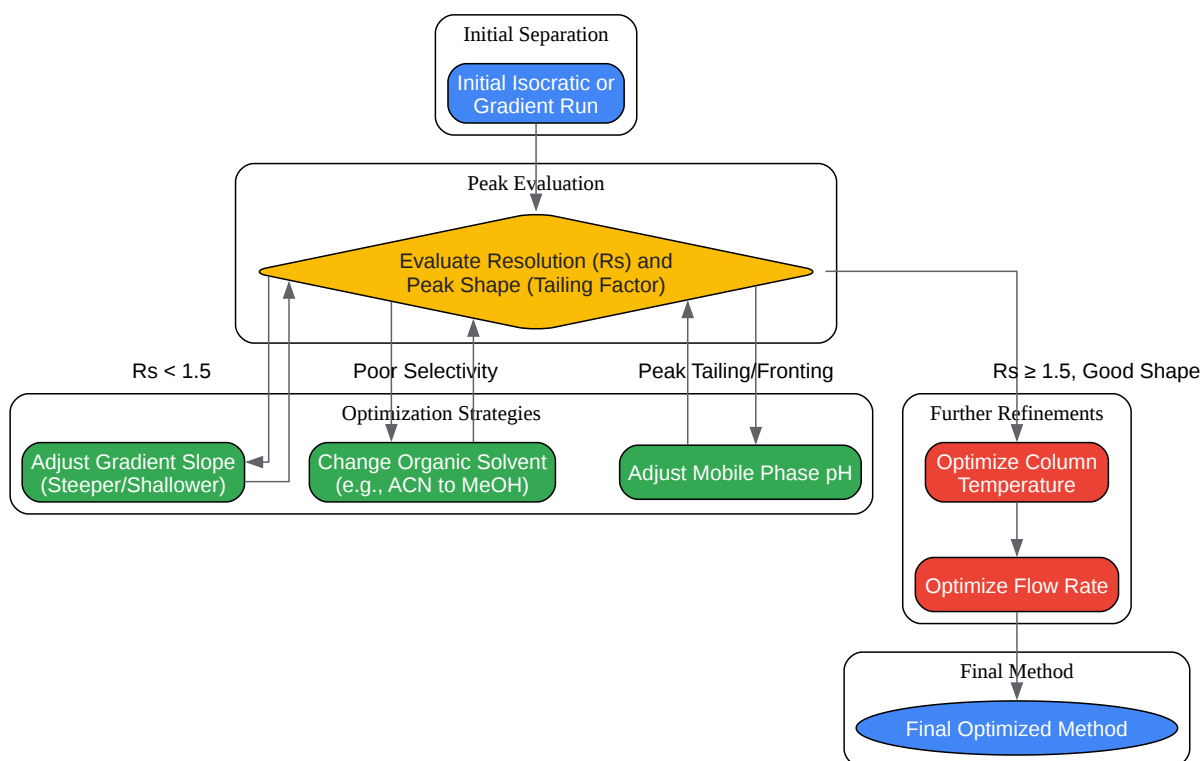 Initial Separation
Initial Isocratic or
Gradient Run
Peak Evaluation
Evaluate Resolution (Rs) and
Peak Shape (Tailing Factor)
Rs < 1.5
Poor Selectivity
Peak Tailing/Fronting
Rs ≥ 1.5, Good Shape
Optimization Strategies
Adjust Gradient Slope
(Steeper/Shallower)
Change Organic Solvent
(e.g., ACN to MeOH)
Adjust Mobile Phase pH
Further Refinements
Optimize Column
Temperature
Optimize Flow Rate
Final Method
Final Optimized Method